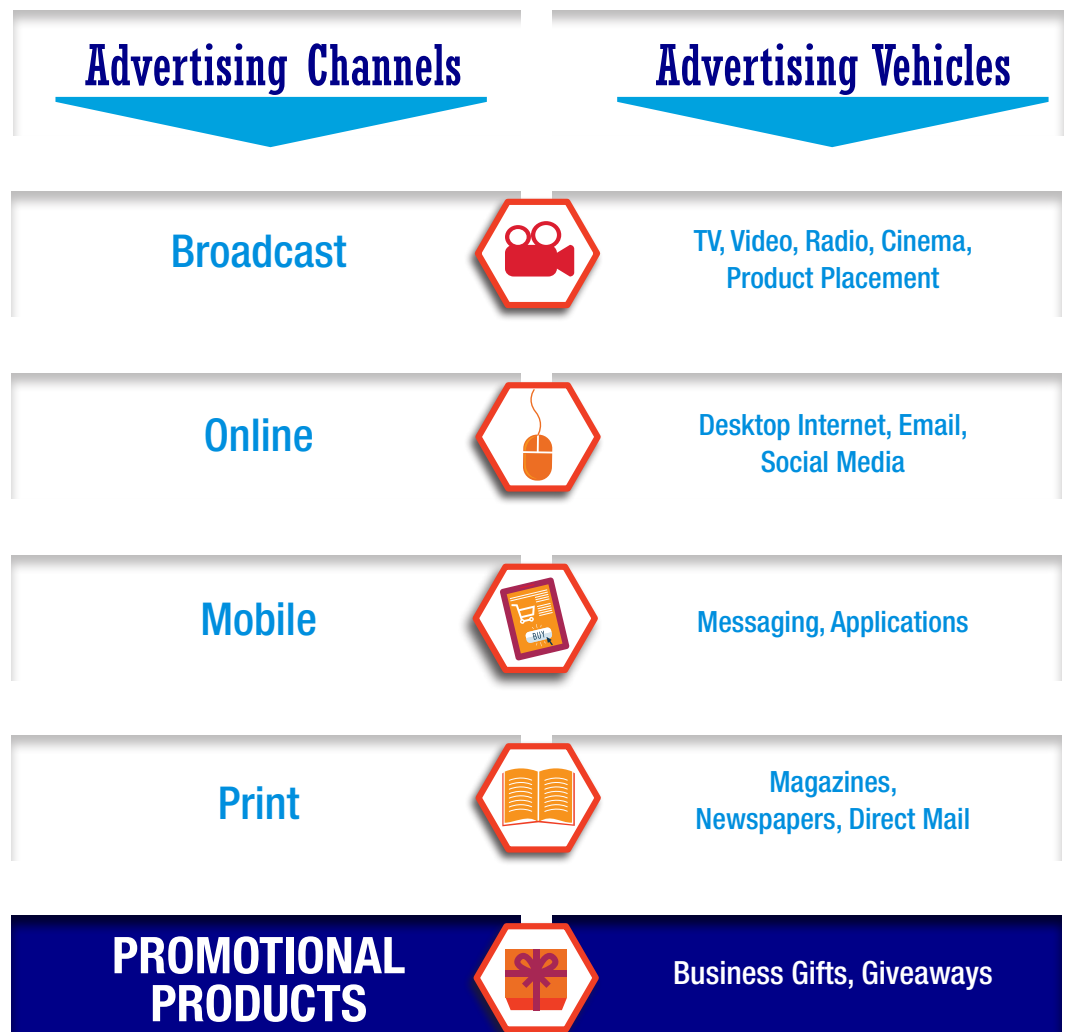 Advertising Channels
Advertising Vehicles
Broadcast
TV, Video, Radio, Cinema,
Product Placement
Online
Desktop Internet, Email,
Social Media
Mobile
BUY
Messaging, Applications
Print
Magazines,
Newspapers, Direct Mail
PROMOTIONAL
PRODUCTS
Business Gifts, Giveaways